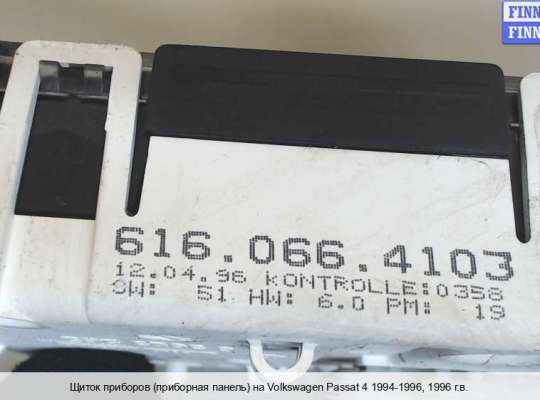 FINN
FINN
616.066.4103
12.04.96 KONTROLLE:0358
SW: 51 HW: 6.0 PM: 19
Щиток приборов (приборная панель) на Volkswagen Passat 4 1994-1996, 1996 г.в.